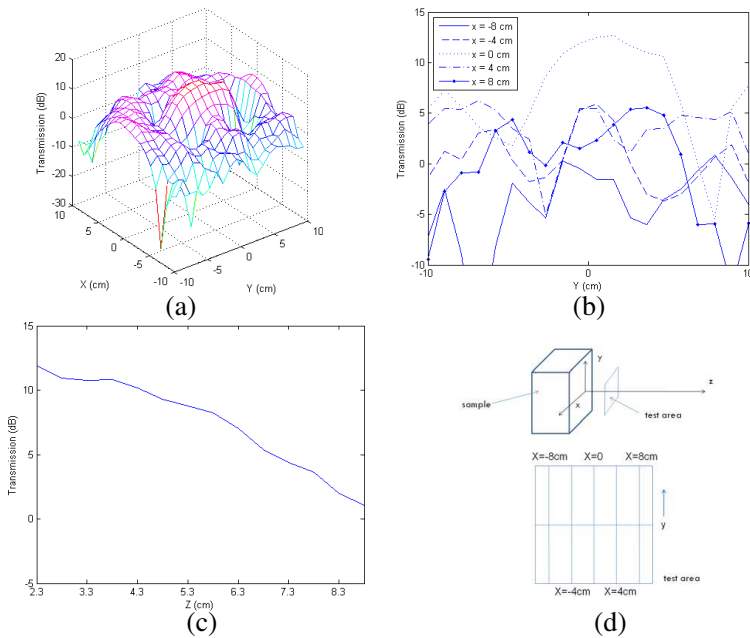 20
10
0
-10
-20
-30
Transmission (dB)
10
5
0
-5
-10
X (cm)
-10
-5
0
5
10
Y (cm)
(a)
15
10
5
0
-5
-10
Transmission (dB)
x = -8 cm
x = -4 cm
x = 0 cm
x = 4 cm
x = 8 cm
-10
0
10
Y (cm)
(b)
15
10
5
0
-5
Transmission (dB)
2.3
3.3
4.3
5.3
6.3
7.3
8.3
Z (cm)
(c)
y
z
x
sample
test area
X=-8cm X=0 X=8cm
y
test area
X=-4cm X=4cm
(d)